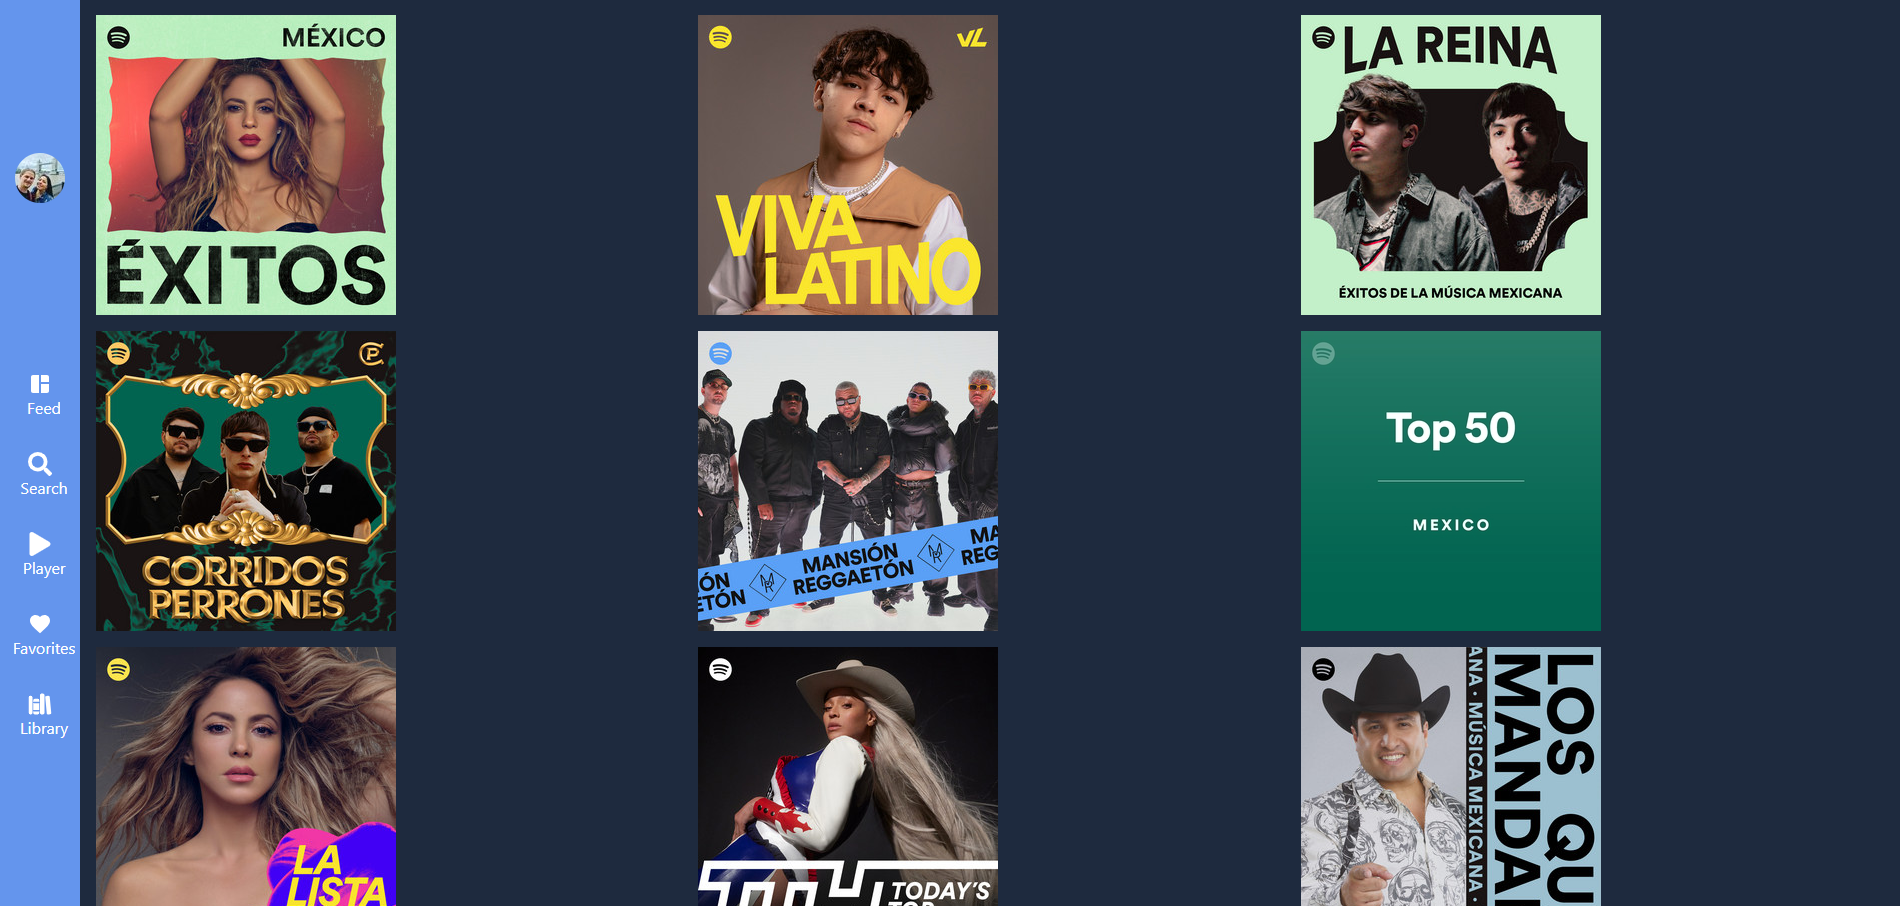 Feed
Search
Player
Favorites
Library
MÉXICO
ÉXITOS
VL
VIVA
LATINO
LA REINA
ÉXITOS DE LA MÚSICA MEXICANA
CORRIDOS
PERRONES
MANSIÓN
REGGAETÓN
ÓN
ETÓN
MA
REG
Top 50
MEXICO
LA
LISTA
TODAY'S
TOP
ANA · MÚSICA MEXICANA ·
LOS QU
MANDA